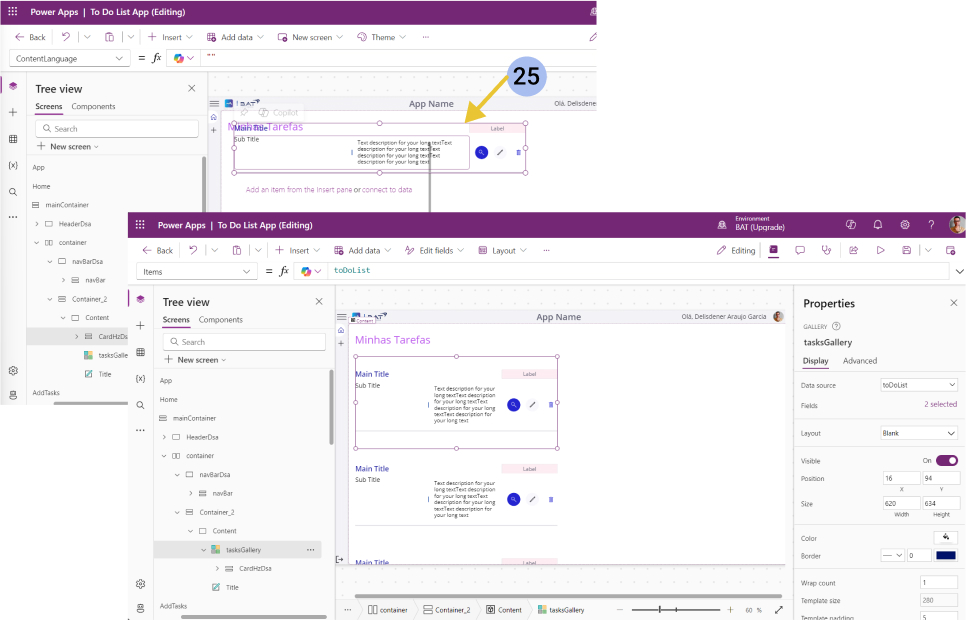 Power Apps | To Do List App (Editing)
Back
Insert
Add data
New screen
Theme
ContentLanguage
= fx
""
25
Tree view
Screens
Components
Search
New screen
App
Home
mainContainer
HeaderDsa
container
navBarDsa
navBar
Container_2
Content
CardHzDsa
tasksGalle
Title
AddTasks
BAT
App Name
Olá, Delisdener
Copilot
Minhas Tarefas
Main Title
Sub Title
Label
Text description for your long textText
description for your long textText
description for your long textText
description for your long text
Add an item from the Insert pane or connect to data
Power Apps | To Do List App (Editing)
Environment
BAT (Upgrade)
Back
Insert
Add data
Edit fields
Layout
Editing
Items
= fx
toDoList
Tree view
Screens
Components
Search
New screen
App
Home
mainContainer
HeaderDsa
container
navBarDsa
navBar
Container_2
Content
tasksGallery
CardHzDsa
Title
AddTasks
App Name
Olá, Delisdener Araujo Garcia
Minhas Tarefas
Main Title
Label
Sub Title
Text description for your
long textText description
for your long textText
description for your long
textText description for
your long text
Main Title
Label
Sub Title
Text description for your
long textText description
for your long textText
description for your long
textText description for
your long text
Main Title
Label
container
Container_2
Content
tasksGallery
60 %
Properties
GALLERY
tasksGallery
Display
Advanced
Data source
toDoList
Fields
2 selected
Layout
Blank
Visible
On
Position
16
94
X
Y
Size
620
634
Width
Height
Color
Border
0
Wrap count
1
Template size
280
Template padding
5